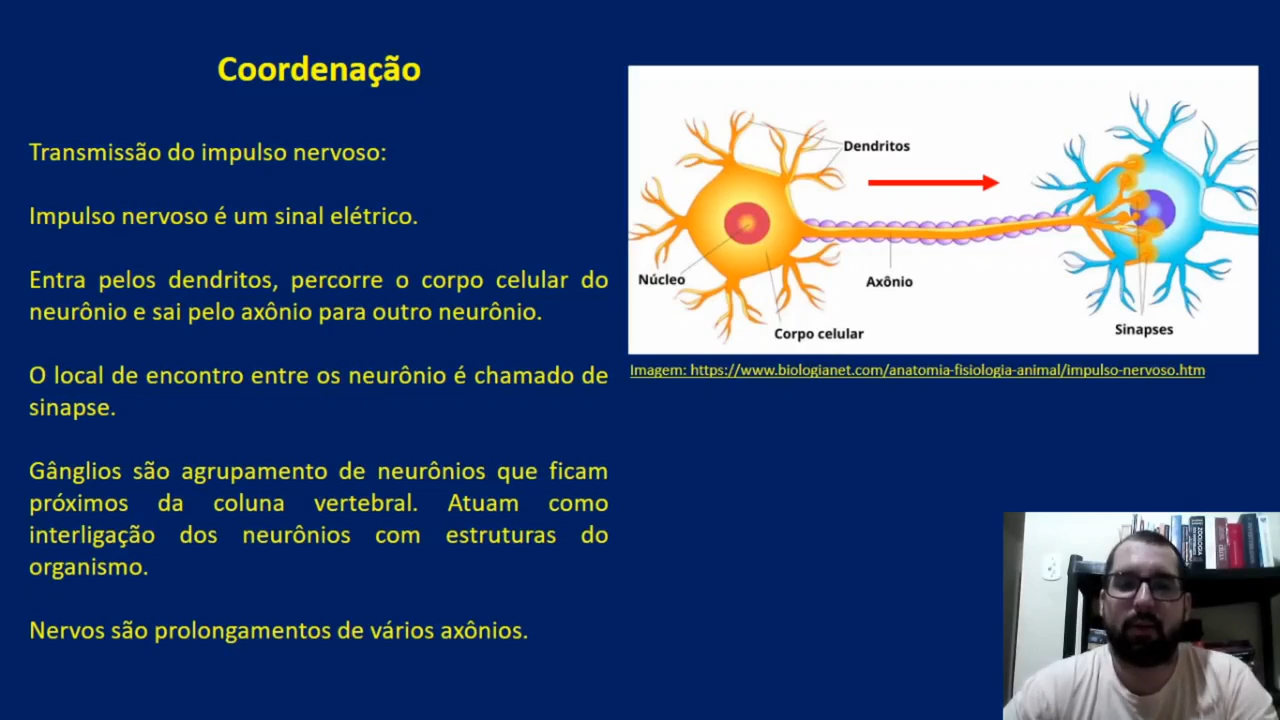 Coordenação
Transmissão do impulso nervoso:
Impulso nervoso é um sinal elétrico.
Entra pelos dendritos, percorre o corpo celular do
neurônio e sai pelo axônio para outro neurônio.
O local de encontro entre os neurônio é chamado de
sinapse.
Gânglios são agrupamento de neurônios que ficam
próximos da coluna vertebral. Atuam como
interligação dos neurônios com estruturas do
organismo.
Nervos são prolongamentos de vários axônios.
Dendritos
Núcleo
Axônio
Corpo celular
Sinapses
Imagem: https://www.biologianet.com/anatomia-fisiologia-animal/impulso-nervoso.htm
ZOOLOGIA